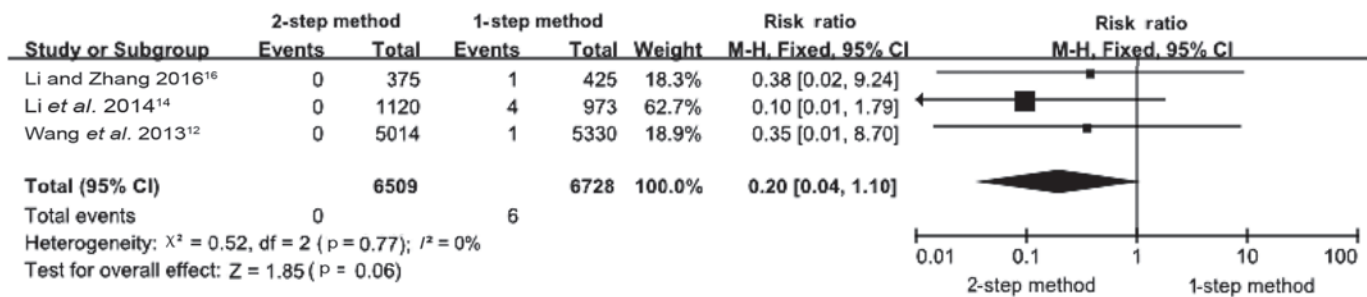 2-step method 1-step method Risk ratio Risk ratio
Study or Subgroup Events Total Events Total Weight M-H, Fixed, 95% CI M-H, Fixed, 95% CI
Li and Zhang 2016¹⁶ 0 375 1 425 18.3% 0.38 [0.02, 9.24]
Li et al. 2014¹⁴ 0 1120 4 973 62.7% 0.10 [0.01, 1.79]
Wang et al. 2013¹² 0 5014 1 5330 18.9% 0.35 [0.01, 8.70]
Total (95% CI) 6509 6728 100.0% 0.20 [0.04, 1.10]
Total events 0 6
Heterogeneity: χ² = 0.52, df = 2 (p = 0.77); I² = 0%
Test for overall effect: Z = 1.85 (p = 0.06)
0.01 0.1 1 10 100
2-step method 1-step method